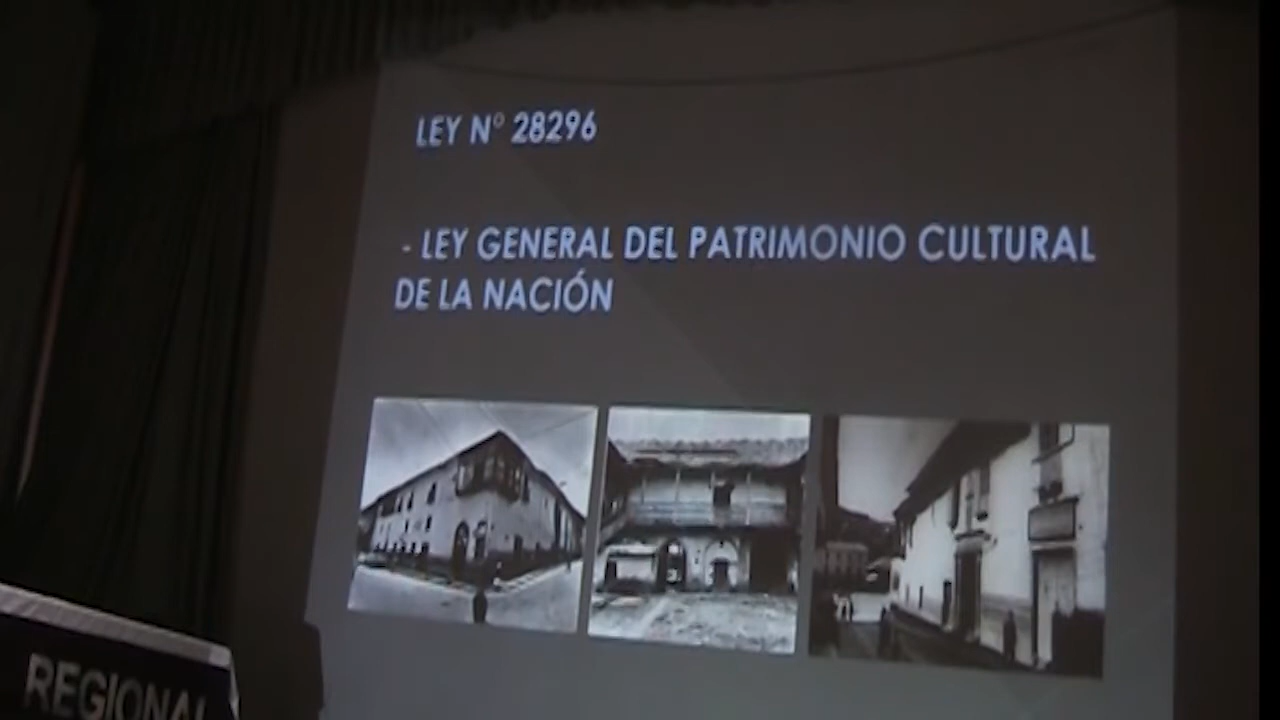 LEY N° 28296
- LEY GENERAL DEL PATRIMONIO CULTURAL
DE LA NACIÓN
REGIONAL